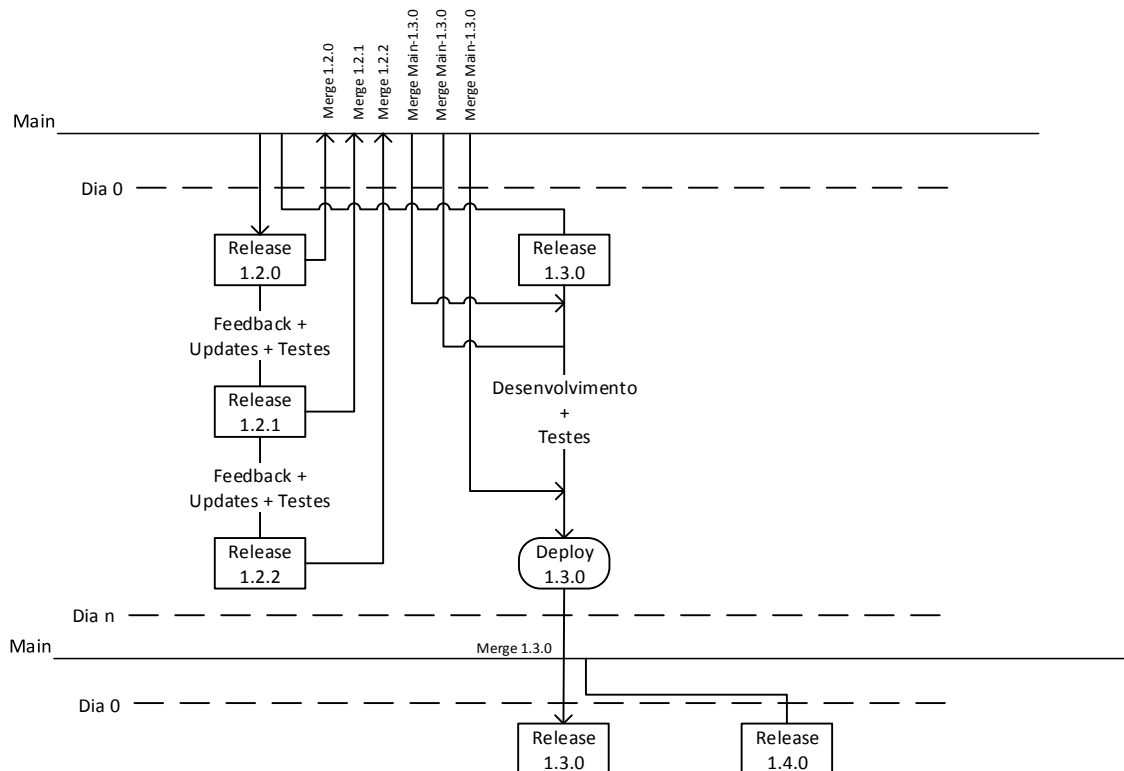 Merge 1.2.0
Merge 1.2.1
Merge 1.2.2
Merge Main-1.3.0
Merge Main-1.3.0
Merge Main-1.3.0
Main
Dia 0
Release
1.2.0
Release
1.3.0
Feedback +
Updates + Testes
Release
1.2.1
Desenvolvimento
+
Testes
Feedback +
Updates + Testes
Release
1.2.2
Deploy
1.3.0
Dia n
Main
Merge 1.3.0
Dia 0
Release
1.3.0
Release
1.4.0